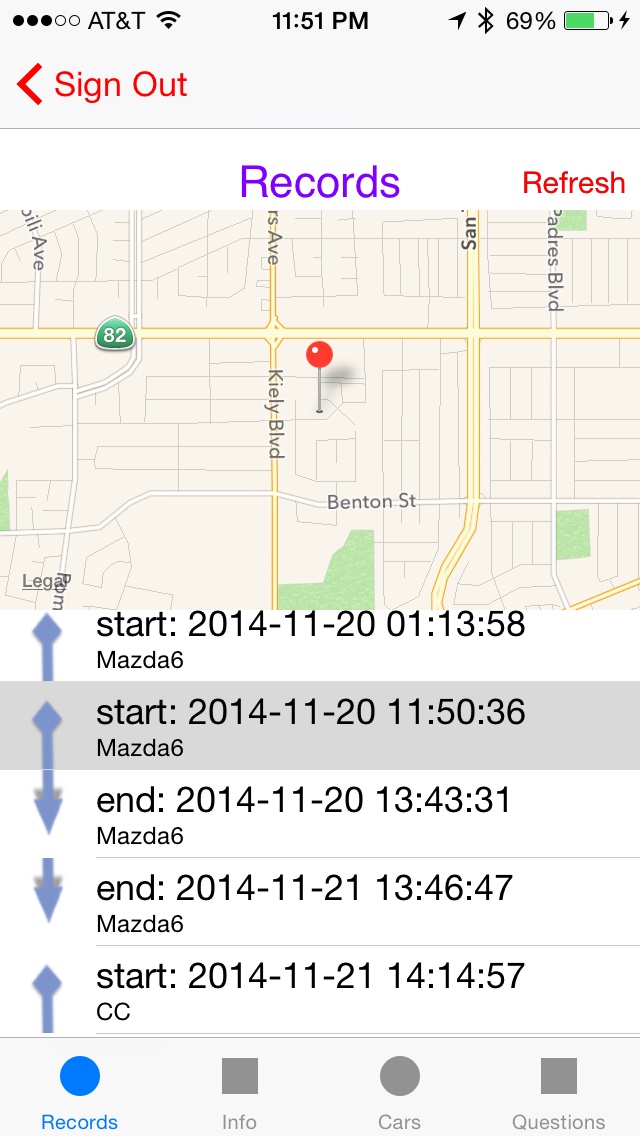 AT&T 11:51 PM 69%
Sign Out
Records Refresh
rs Ave
San
Padres Blvd
82
Kiely Blvd
Benton St
Legal
Pom
start: 2014-11-20 01:13:58
Mazda6
start: 2014-11-20 11:50:36
Mazda6
end: 2014-11-20 13:43:31
Mazda6
end: 2014-11-21 13:46:47
Mazda6
start: 2014-11-21 14:14:57
CC
Records Info Cars Questions